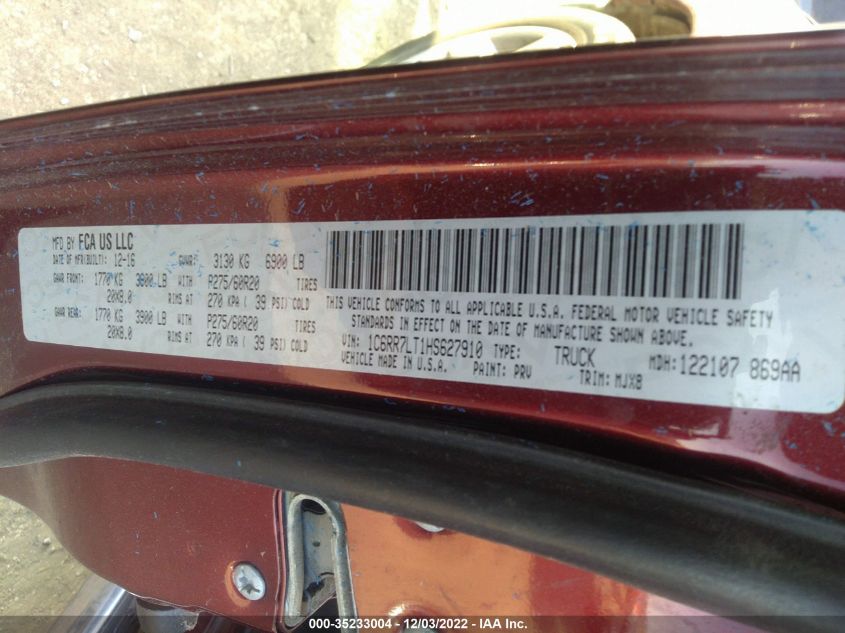 MFD BY FCA US LLC
DATE OF MFR(BUILT): 12-16 GVWR: 3130 KG 6900 LB
GAWR FRONT: 1770 KG 3900 LB WITH P275/60R20 TIRES
20X8.0 RIMS AT 270 KPA ( 39 PSI) COLD
GAWR REAR: 1770 KG 3900 LB WITH P275/60R20 TIRES
20X8.0 RIMS AT 270 KPA ( 39 PSI) COLD
THIS VEHICLE CONFORMS TO ALL APPLICABLE U.S.A. FEDERAL MOTOR VEHICLE SAFETY
STANDARDS IN EFFECT ON THE DATE OF MANUFACTURE SHOWN ABOVE.
VIN: 1C6RR7LT1HS627910 TYPE: TRUCK MDH:122107 869AA
VEHICLE MADE IN U.S.A. PAINT: PRV TRIM: MJX8
000-35233004 - 12/03/2022 - IAA Inc.